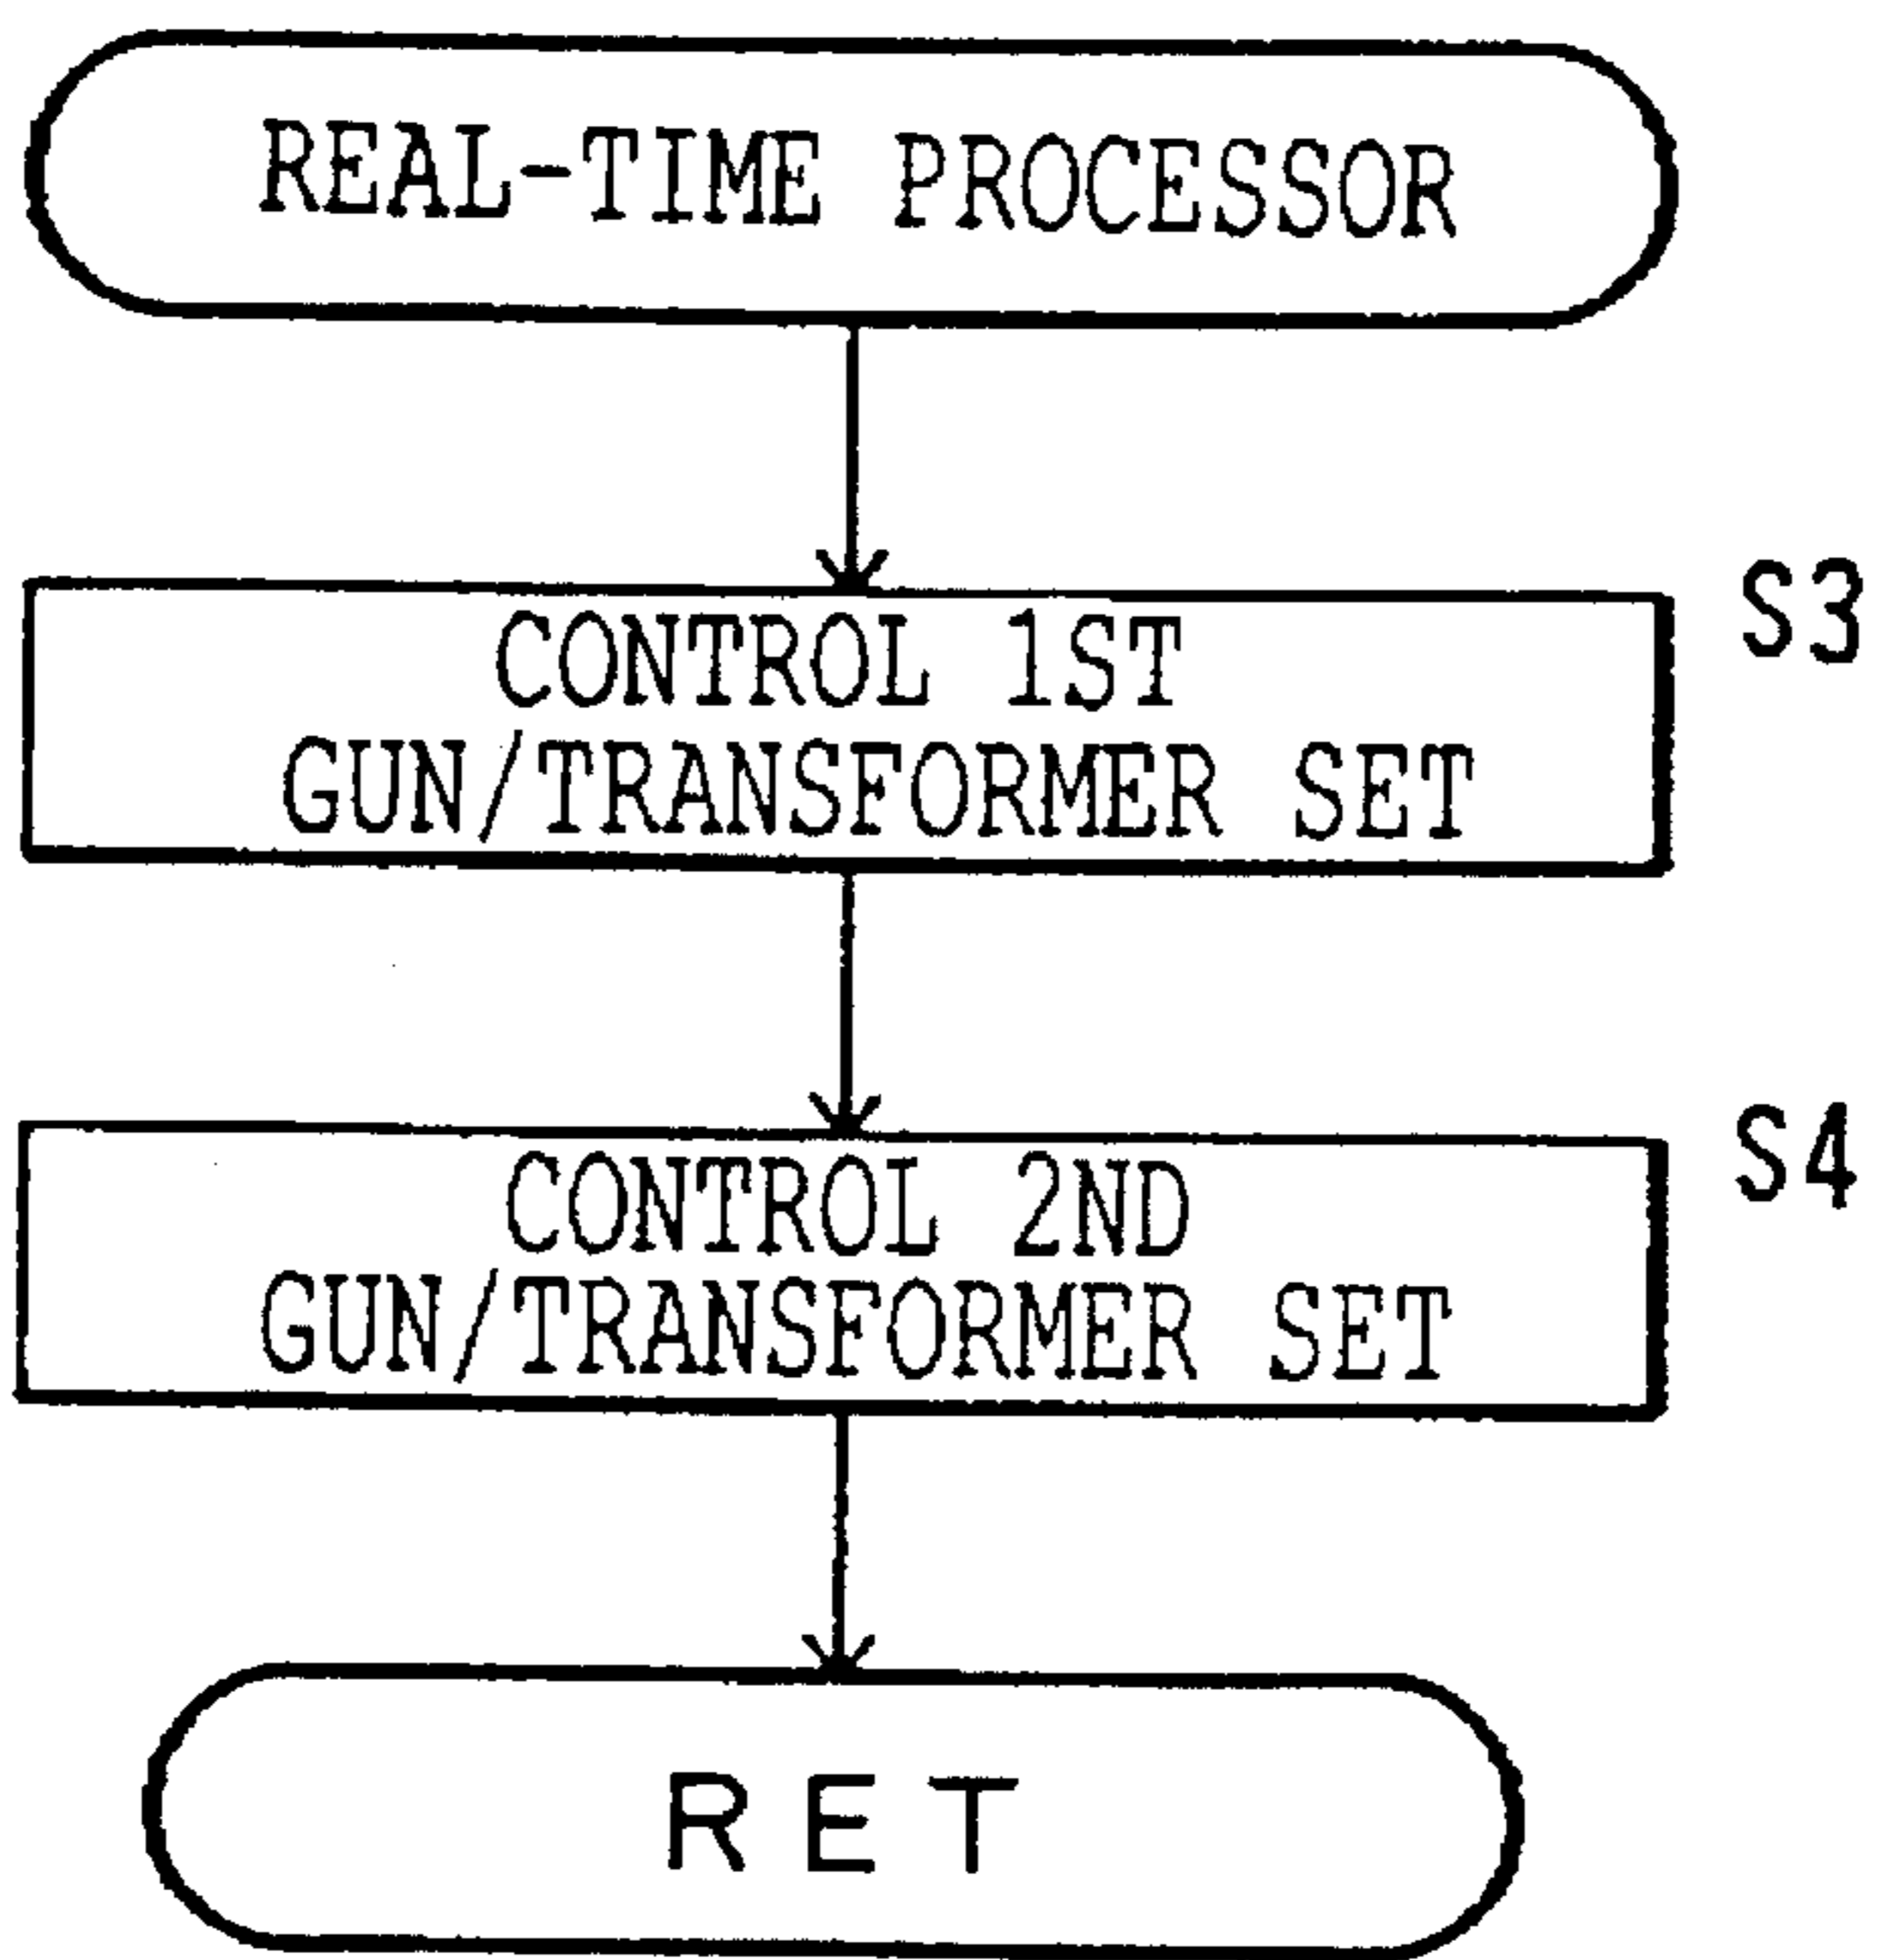 REAL-TIME PROCESSOR
S3
CONTROL 1ST
GUN/TRANSFORMER SET
S4
CONTROL 2ND
GUN/TRANSFORMER SET
RET